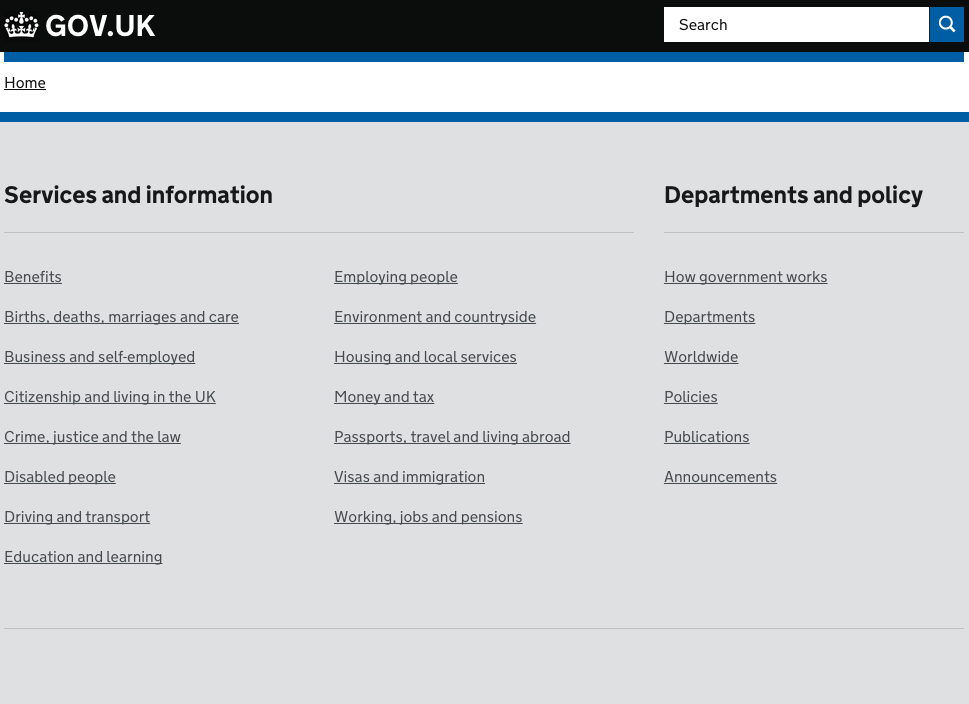 GOV.UK
Search
Home
Services and information
Benefits
Births, deaths, marriages and care
Business and self-employed
Citizenship and living in the UK
Crime, justice and the law
Disabled people
Driving and transport
Education and learning
Employing people
Environment and countryside
Housing and local services
Money and tax
Passports, travel and living abroad
Visas and immigration
Working, jobs and pensions
Departments and policy
How government works
Departments
Worldwide
Policies
Publications
Announcements